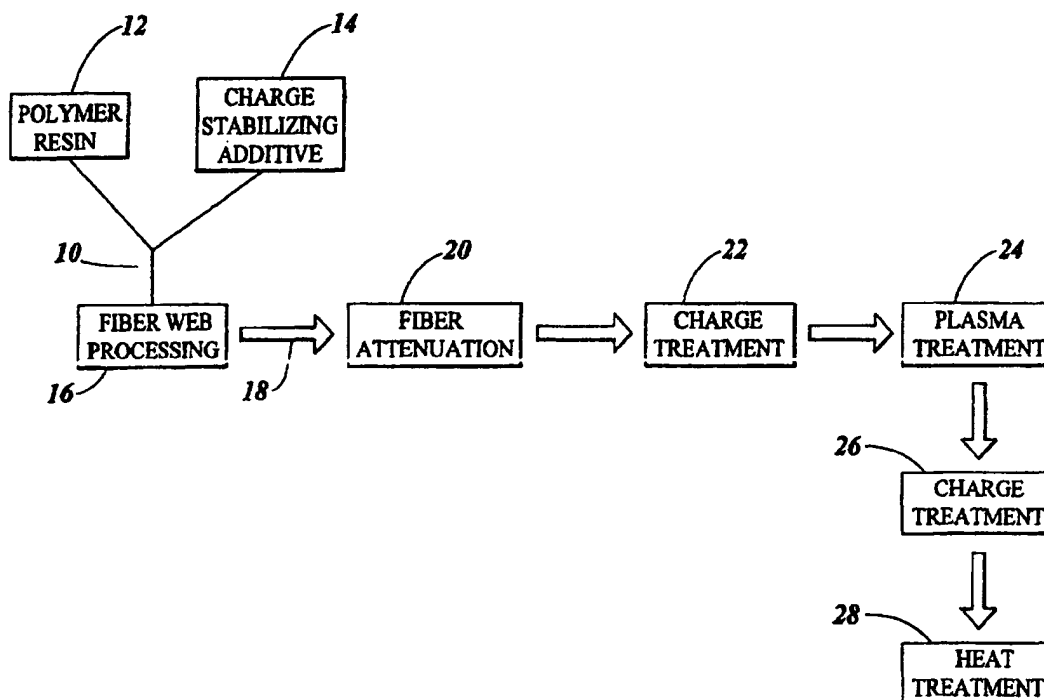 12
14
POLYMER
RESIN
CHARGE
STABILIZING
ADDITIVE
10
20
22
24
FIBER WEB
PROCESSING
FIBER
ATTENUATION
CHARGE
TREATMENT
PLASMA
TREATMENT
16
18
26
CHARGE
TREATMENT
28
HEAT
TREATMENT